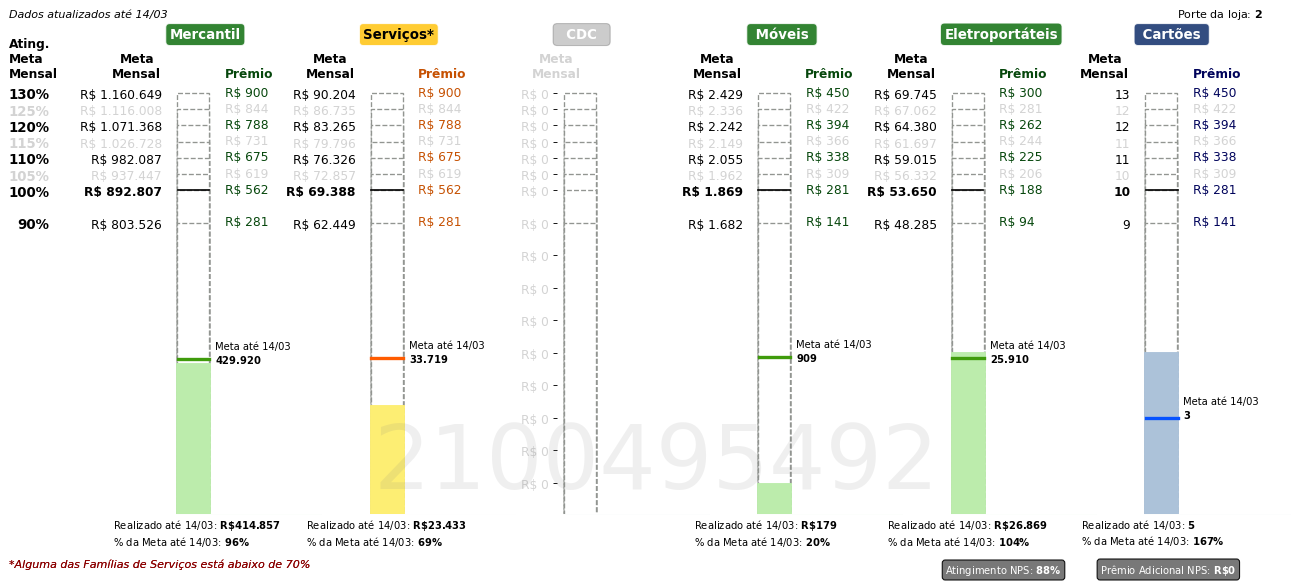 Dados atualizados até 14/03 Porte da loja: 2
Mercantil Serviços* CDC Móveis Eletroportáteis Cartões
Ating. Meta Mensal
Meta Mensal Prêmio Meta Mensal Prêmio Meta Mensal Meta Mensal Prêmio Meta Mensal Prêmio Meta Mensal Prêmio
130% R$ 1.160.649 R$ 900 R$ 90.204 R$ 900 R$ 0 R$ 2.429 R$ 450 R$ 69.745 R$ 300 13 R$ 450
125% R$ 1.116.008 R$ 844 R$ 86.735 R$ 844 R$ 0 R$ 2.336 R$ 422 R$ 67.062 R$ 281 12 R$ 422
120% R$ 1.071.368 R$ 788 R$ 83.265 R$ 788 R$ 0 R$ 2.242 R$ 394 R$ 64.380 R$ 262 12 R$ 394
115% R$ 1.026.728 R$ 731 R$ 79.796 R$ 731 R$ 0 R$ 2.149 R$ 366 R$ 61.697 R$ 244 11 R$ 366
110% R$ 982.087 R$ 675 R$ 76.326 R$ 675 R$ 0 R$ 2.055 R$ 338 R$ 59.015 R$ 225 11 R$ 338
105% R$ 937.447 R$ 619 R$ 72.857 R$ 619 R$ 0 R$ 1.962 R$ 309 R$ 56.332 R$ 206 10 R$ 309
100% R$ 892.807 R$ 562 R$ 69.388 R$ 562 R$ 0 R$ 1.869 R$ 281 R$ 53.650 R$ 188 10 R$ 281
90% R$ 803.526 R$ 281 R$ 62.449 R$ 281 R$ 0 R$ 1.682 R$ 141 R$ 48.285 R$ 94 9 R$ 141
R$ 0
R$ 0
R$ 0
R$ 0
R$ 0
R$ 0
R$ 0
R$ 0
Meta até 14/03
429.920
Meta até 14/03
33.719
Meta até 14/03
909
Meta até 14/03
25.910
Meta até 14/03
3
2100495492
Realizado até 14/03: R$414.857
% da Meta até 14/03: 96%
Realizado até 14/03: R$23.433
% da Meta até 14/03: 69%
Realizado até 14/03: R$179
% da Meta até 14/03: 20%
Realizado até 14/03: R$26.869
% da Meta até 14/03: 104%
Realizado até 14/03: 5
% da Meta até 14/03: 167%
*Alguma das Famílias de Serviços está abaixo de 70%
Atingimento NPS: 88% Prêmio Adicional NPS: R$0